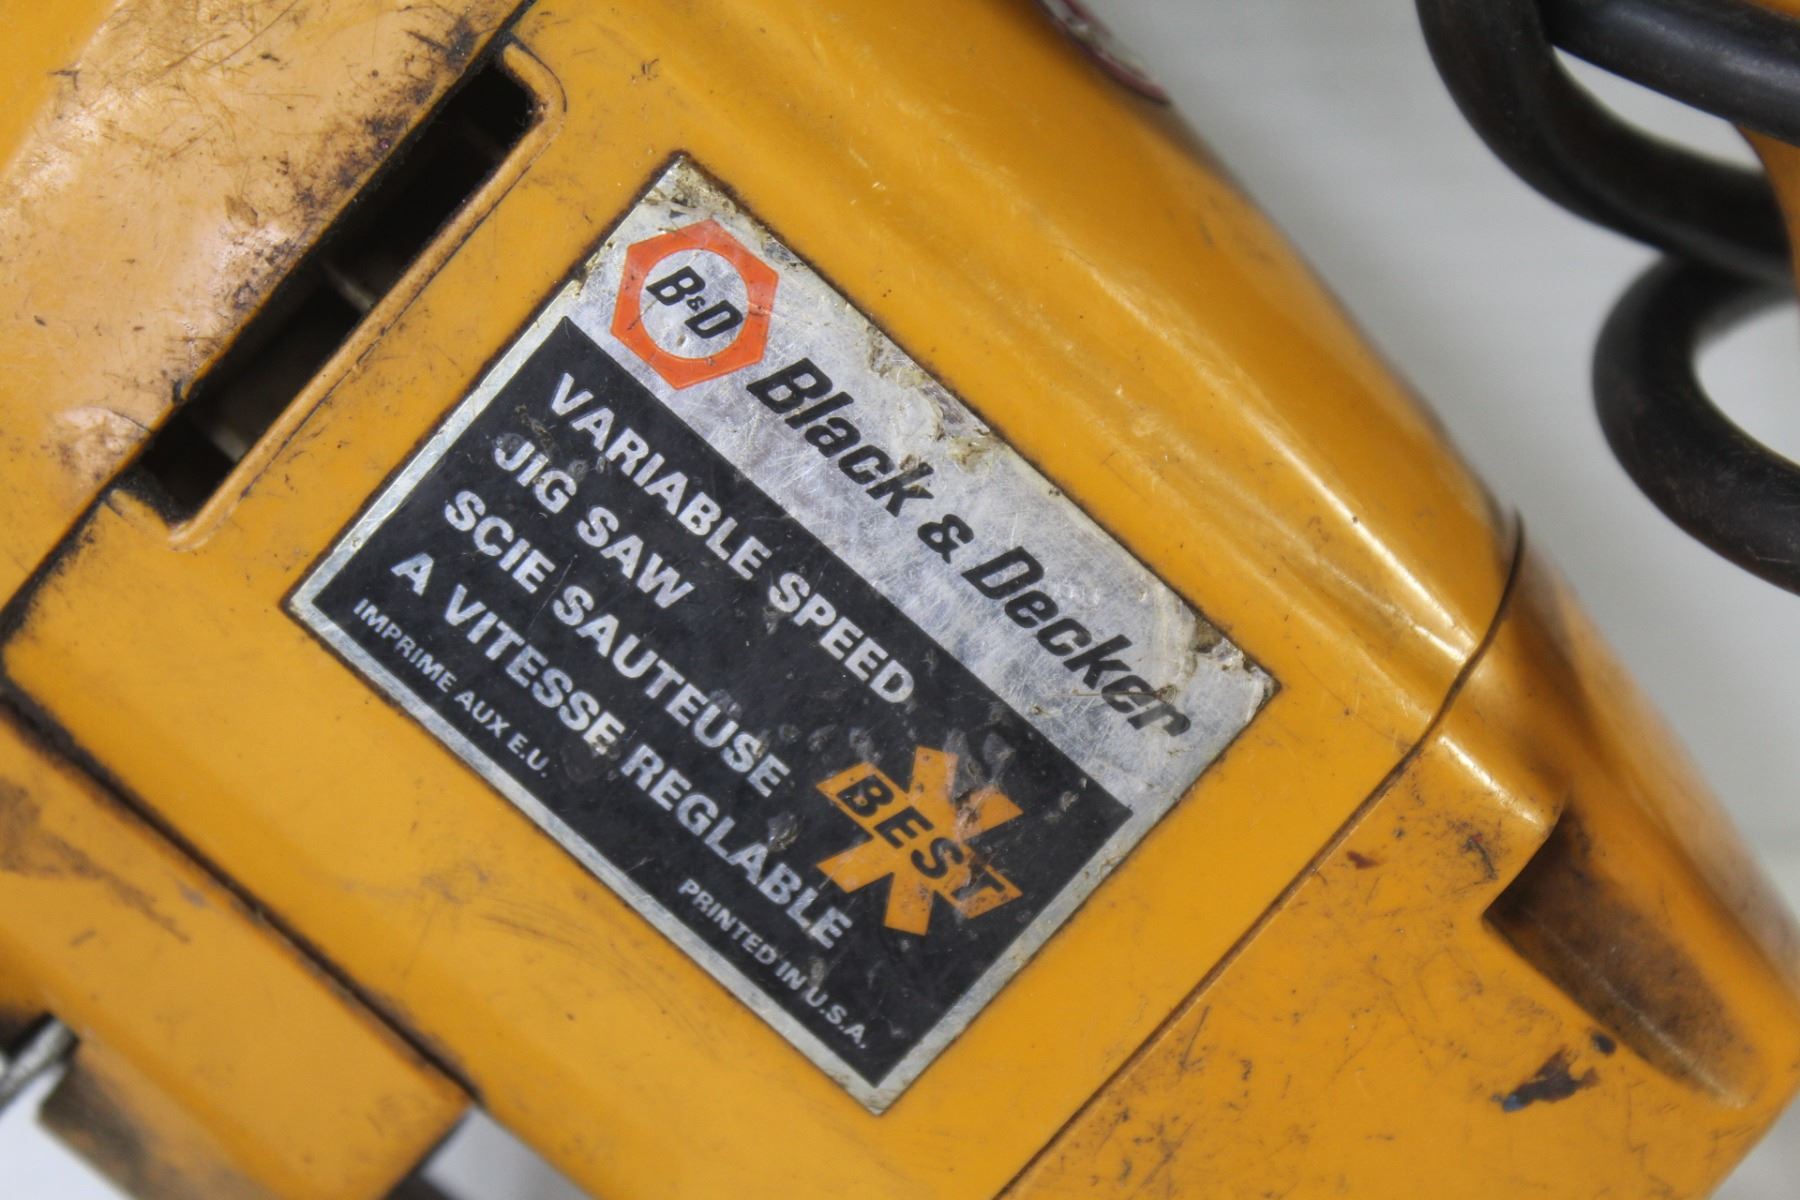 B&D
Black & Decker
VARIABLE SPEED
JIG SAW
SCIE SAUTEUSE
A VITESSE REGLABLE
BEST
IMPRIME AUX E.U.
PRINTED IN U.S.A.